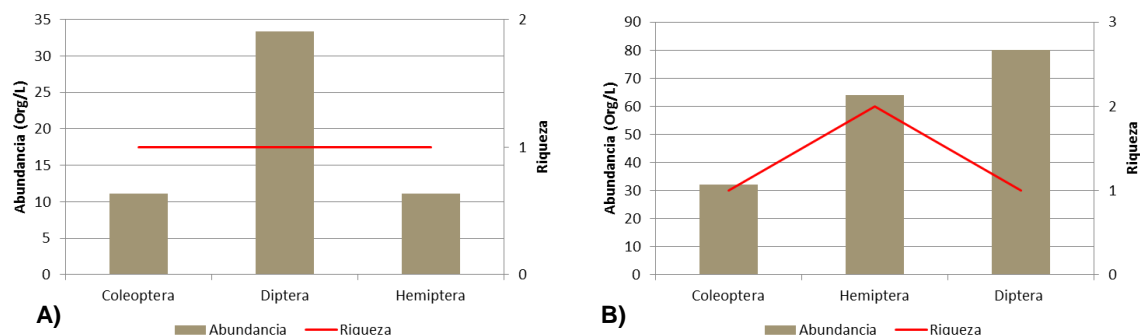 Abundancia (Org/L)
35
30
25
20
15
10
5
0
2
1
0
Riqueza
Coleoptera Diptera Hemiptera
A)
Abundancia Riqueza
Abundancia (Org/L)
90
80
70
60
50
40
30
20
10
0
3
2
1
0
Riqueza
Coleoptera Hemiptera Diptera
B)
Abundancia Riqueza